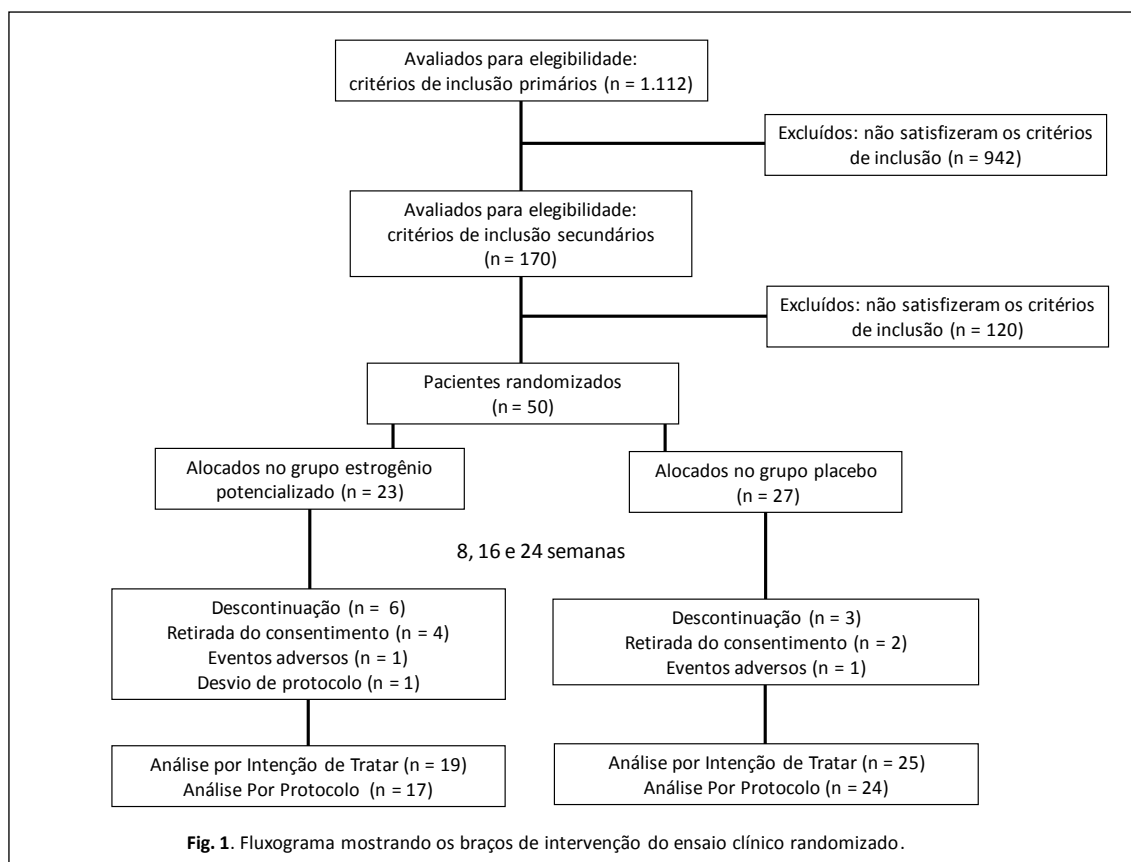 Avaliados para elegibilidade:
critérios de inclusão primários (n = 1.112)
Excluídos: não satisfizeram os critérios
de inclusão (n = 942)
Avaliados para elegibilidade:
critérios de inclusão secundários
(n = 170)
Excluídos: não satisfizeram os critérios
de inclusão (n = 120)
Pacientes randomizados
(n = 50)
Alocados no grupo estrogênio
potencializado (n = 23)
Alocados no grupo placebo
(n = 27)
8, 16 e 24 semanas
Descontinuação (n = 6)
Retirada do consentimento (n = 4)
Eventos adversos (n = 1)
Desvio de protocolo (n = 1)
Descontinuação (n = 3)
Retirada do consentimento (n = 2)
Eventos adversos (n = 1)
Análise por Intenção de Tratar (n = 19)
Análise Por Protocolo (n = 17)
Análise por Intenção de Tratar (n = 25)
Análise Por Protocolo (n = 24)
Fig. 1. Fluxograma mostrando os braços de intervenção do ensaio clínico randomizado.